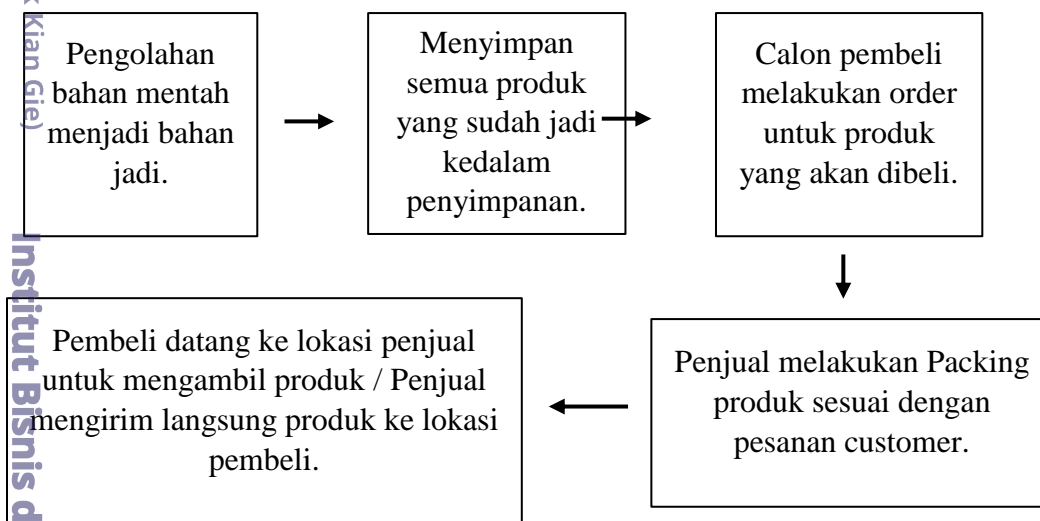 Pengolahan
bahan mentah
menjadi bahan
jadi.
Menyimpan
semua produk
yang sudah jadi
kedalam
penyimpanan.
Calon pembeli
melakukan order
untuk produk
yang akan dibeli.
Penjual melakukan Packing
produk sesuai dengan
pesanan customer.
Pembeli datang ke lokasi penjual
untuk mengambil produk / Penjual
mengirim langsung produk ke lokasi
pembeli.
Kian Gie)
Institut Bisnis d